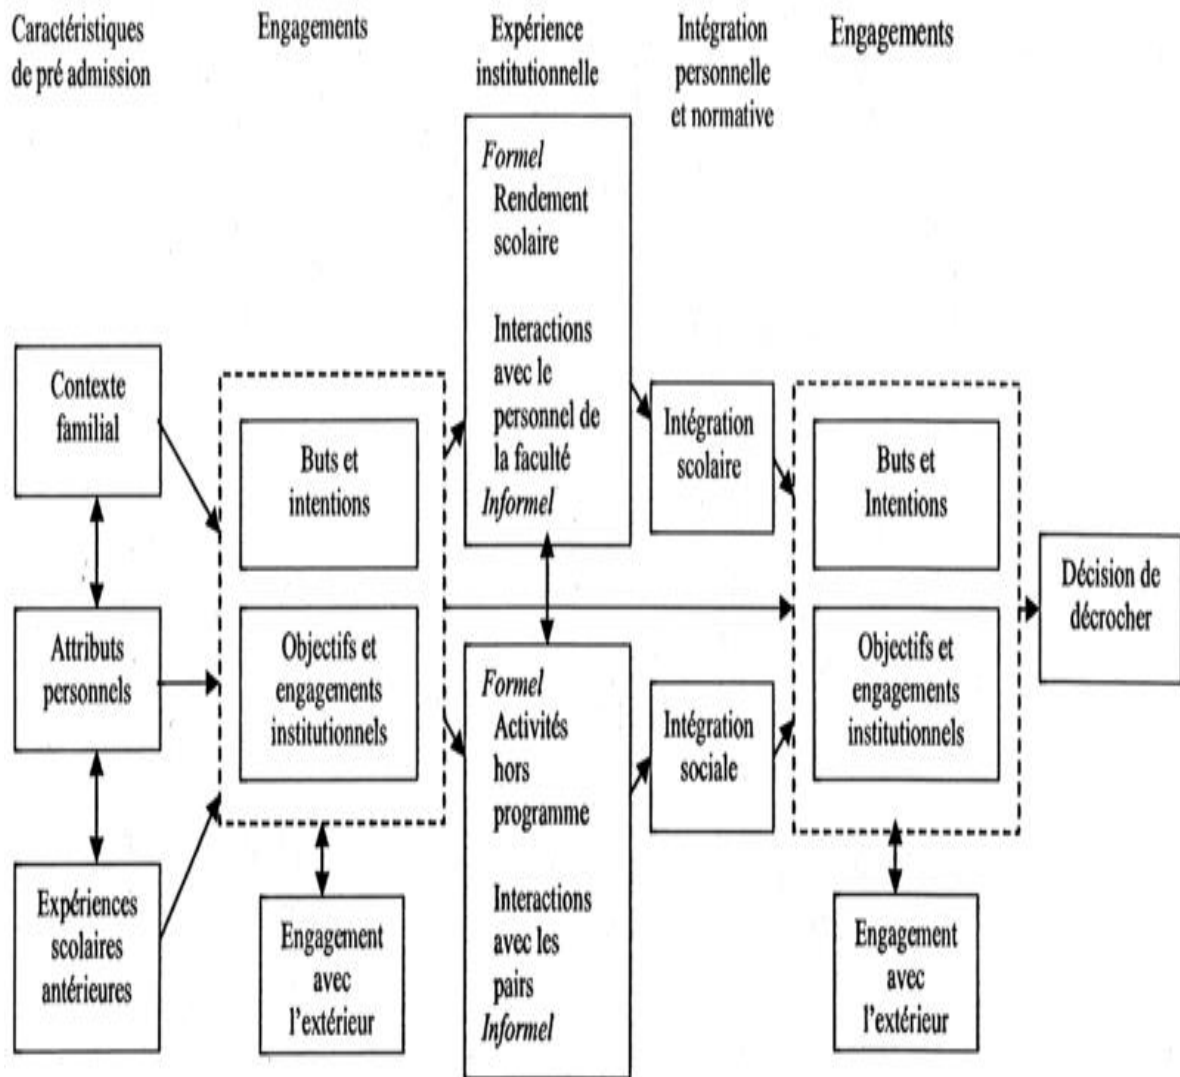 Caractéristiques
de pré admission
Engagements
Expérience
institutionnelle
Intégration
personnelle
et normative
Engagements
Contexte
familial
Attributs
personnels
Expériences
scolaires
antérieures
Buts et
intentions
Objectifs et
engagements
institutionnels
Engagement
avec
l'extérieur
Formel
Rendement
scolaire
Interactions
avec le
personnel de
la faculté
Informel
Formel
Activités
hors
programme
Interactions
avec les
pairs
Informel
Intégration
scolaire
Intégration
sociale
Buts et
Intentions
Objectifs et
engagements
institutionnels
Engagement
avec
l'extérieur
Décision de
décrocher